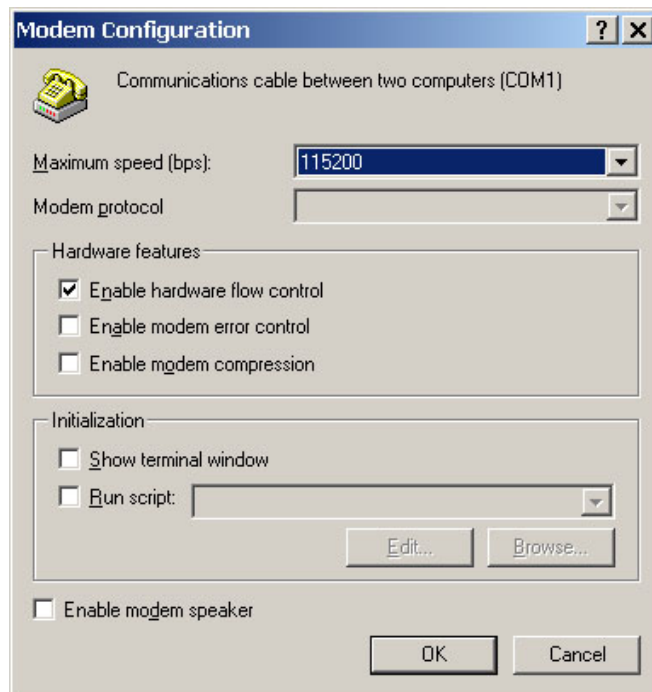 Modem Configuration
Communications cable between two computers (COM1)
Maximum speed (bps):
115200
Modem protocol
Hardware features
Enable hardware flow control
Enable modem error control
Enable modem compression
Initialization
Show terminal window
Run script:
Edit...
Browse...
Enable modem speaker
OK
Cancel